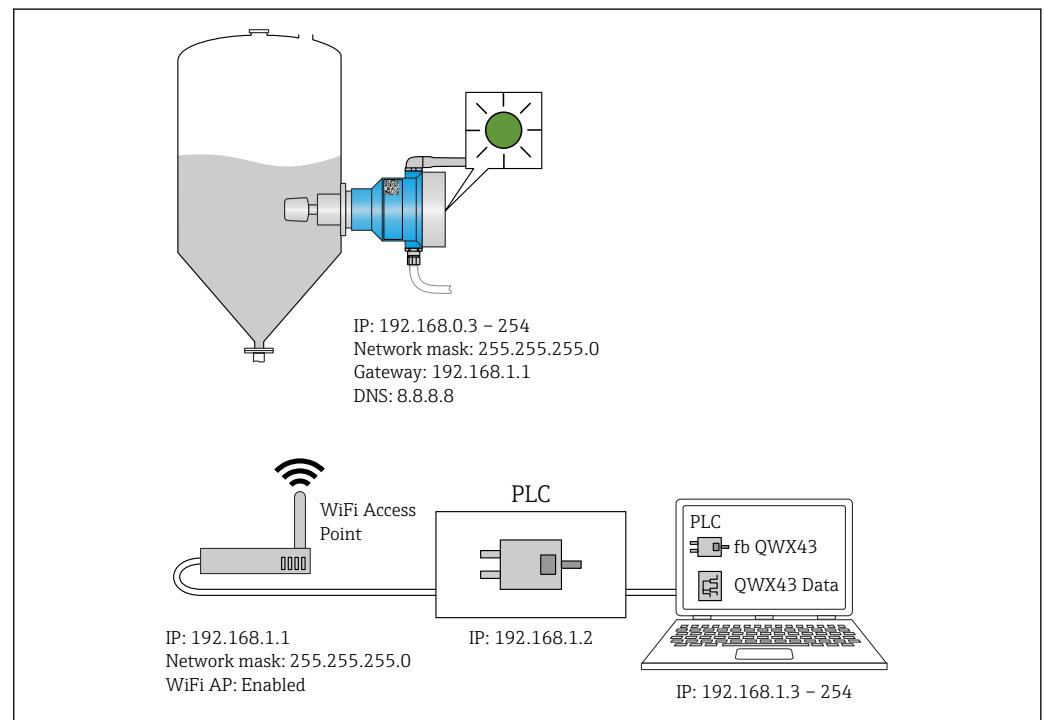 IP: 192.168.0.3 – 254
Network mask: 255.255.255.0
Gateway: 192.168.1.1
DNS: 8.8.8.8
WiFi Access
Point
PLC
PLC
fb QWX43
QWX43 Data
IP: 192.168.1.1
Network mask: 255.255.255.0
WiFi AP: Enabled
IP: 192.168.1.2
IP: 192.168.1.3 – 254